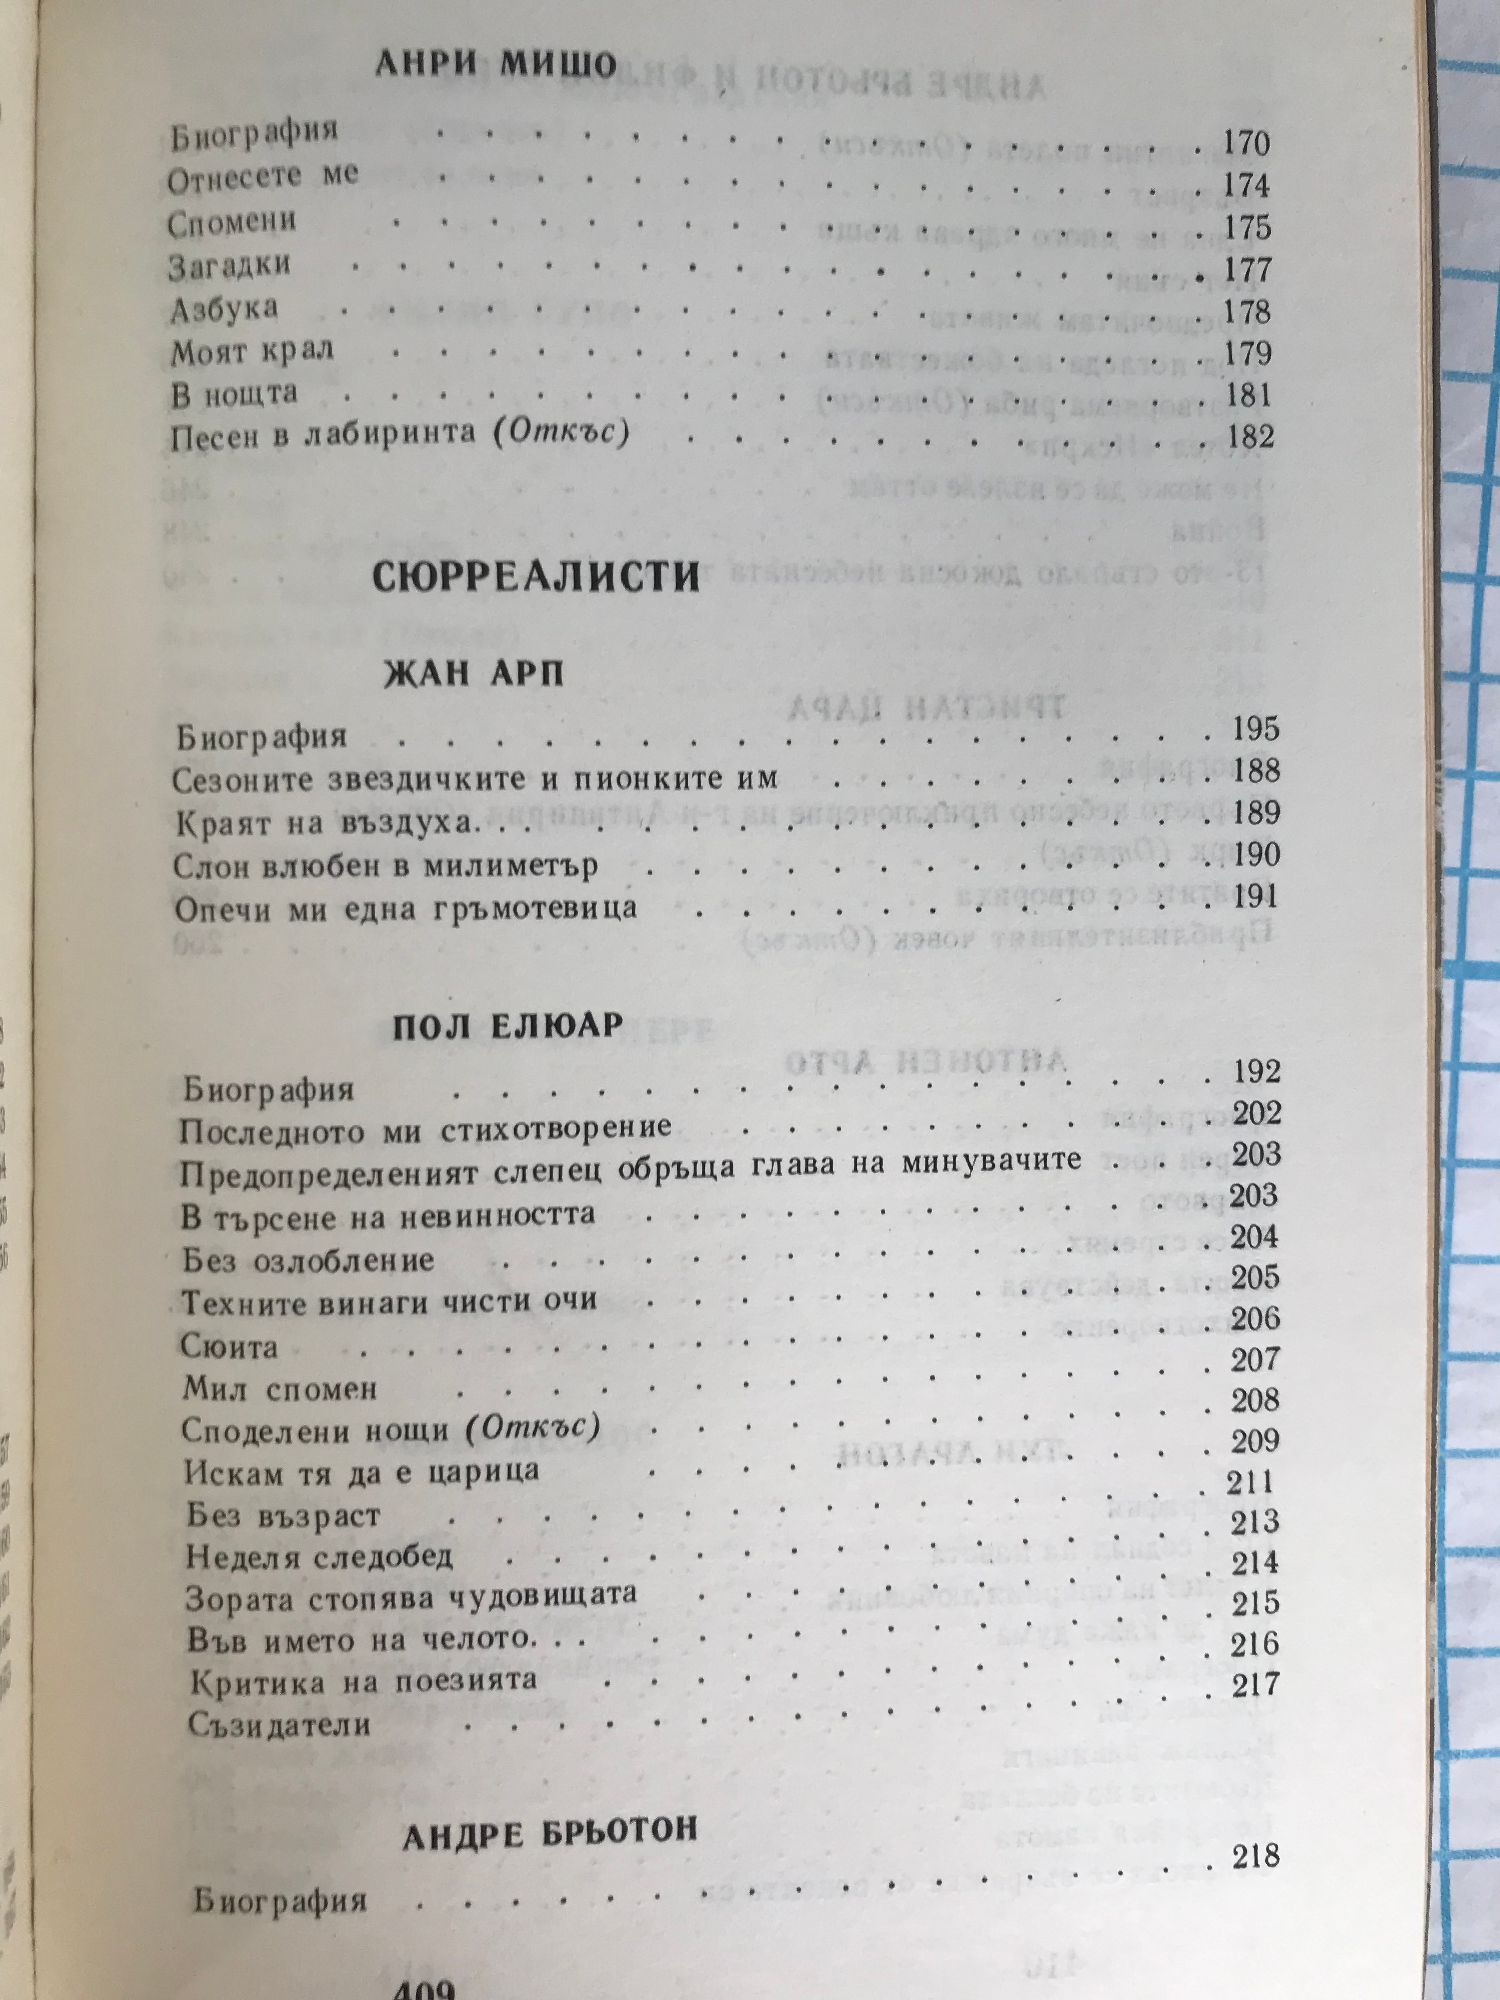 АНРИ МИШО
Биография . . . . . . . . . . . . . . . . . 170
Отнесете ме . . . . . . . . . . . . . . . . 174
Спомени . . . . . . . . . . . . . . . . . 175
Загадки . . . . . . . . . . . . . . . . . . 177
Азбука . . . . . . . . . . . . . . . . . . 178
Моят крал . . . . . . . . . . . . . . . . . 179
В нощта . . . . . . . . . . . . . . . . . . 181
Песен в лабиринта (Откъс) . . . . . . . . . . . 182
СЮРРЕАЛИСТИ
ЖАН АРП
Биография . . . . . . . . . . . . . . . . . 195
Сезоните звездичките и пионките им . . . . . . . . 188
Краят на въздуха. . . . . . . . . . . . . . . . 189
Слон влюбен в милиметър . . . . . . . . . . . . 190
Опечи ми една гръмотевица . . . . . . . . . . . 191
ПОЛ ЕЛЮАР
Биография . . . . . . . . . . . . . . . . 192
Последното ми стихотворение . . . . . . . . . . 202
Предопределеният слепец обръща глава на минувачите . . . 203
В търсене на невинността . . . . . . . . . . . . 203
Без озлобление . . . . . . . . . . . . . . . 204
Техните винаги чисти очи . . . . . . . . . . . . 205
Сюита . . . . . . . . . . . . . . . . . . 206
Мил спомен . . . . . . . . . . . . . . . . 207
Споделени нощи (Откъс) . . . . . . . . . . . . 208
Искам тя да е царица . . . . . . . . . . . . 209
Без възраст . . . . . . . . . . . . . . . . 211
Неделя следобед . . . . . . . . . . . . . . . 213
Зората стопява чудовищата . . . . . . . . . . . 214
Във името на челото. . . . . . . . . . . . . . . 215
Критика на поезията . . . . . . . . . . . . . 216
Съзидатели . . . . . . . . . . . . . . . . 217
АНДРЕ БРЬОТОН
Биография . . . . . . . . . . . . . . . . . 218
409